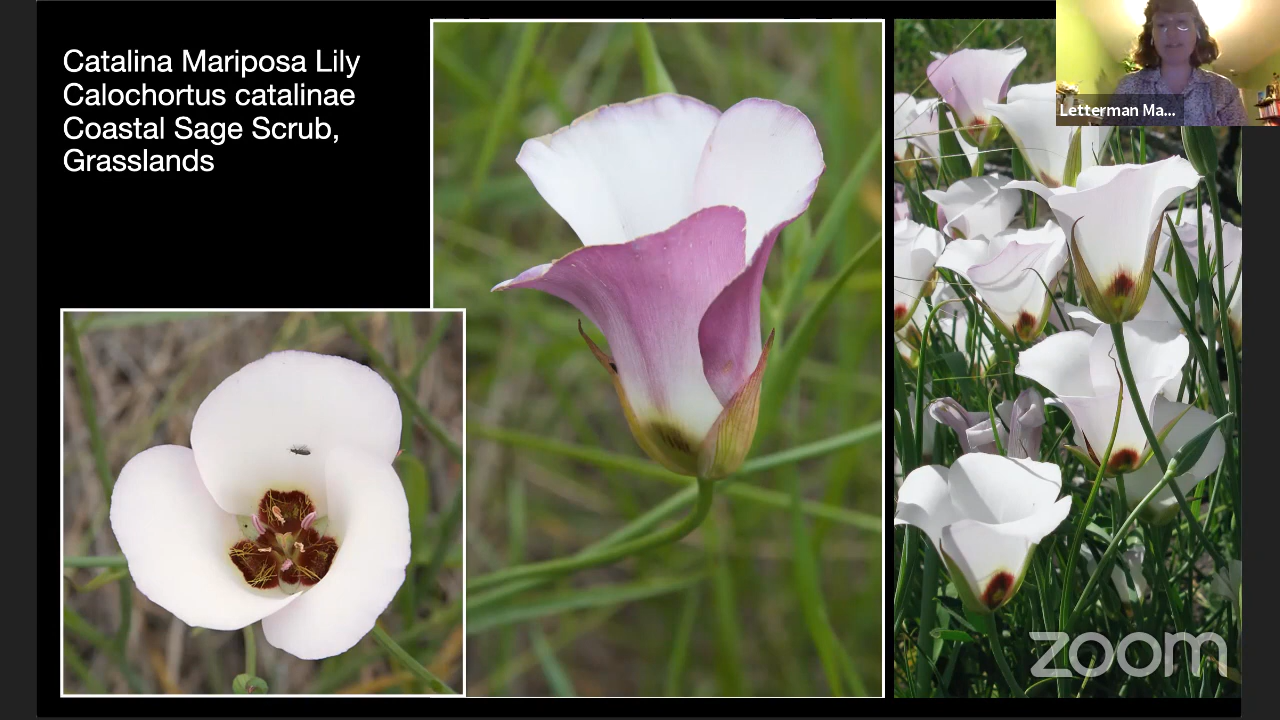 Catalina Mariposa Lily
Calochortus catalinae
Coastal Sage Scrub,
Grasslands
Letterman Ma...
zoom